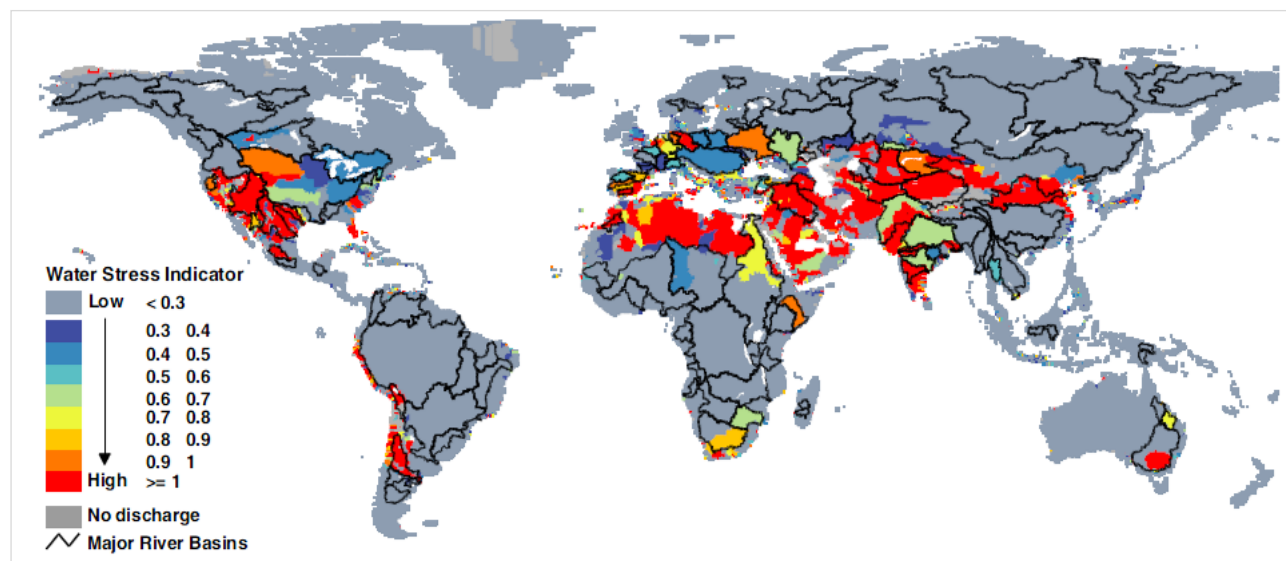 Water Stress Indicator
Low < 0.3
0.3 0.4
0.4 0.5
0.5 0.6
0.6 0.7
0.7 0.8
0.8 0.9
0.9 1
High >= 1
No discharge
Major River Basins